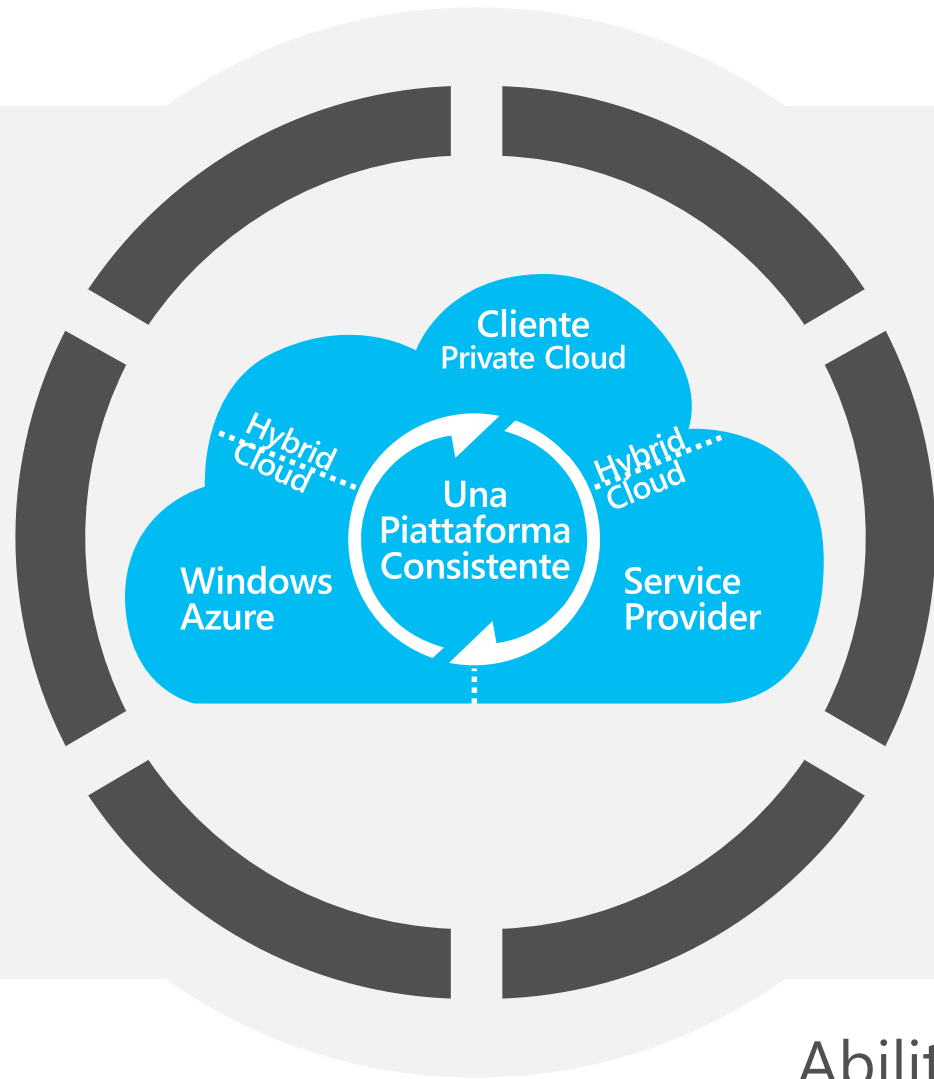 Cliente
Private Cloud
Hybrid
Cloud
Hybrid
Cloud
Una
Piattaforma
Consistente
Windows
Azure
Service
Provider